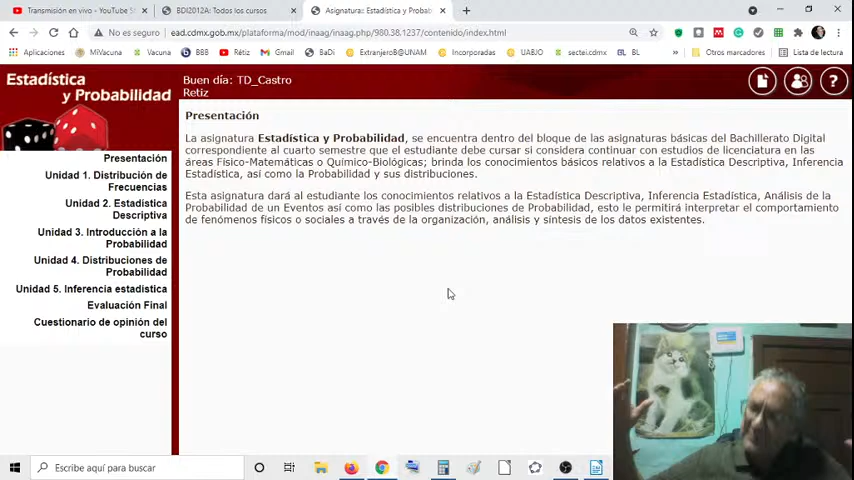 Transmisión en vivo - YouTube S
BDI2012A: Todos los cursos
Asignatura: Estadística y Probab
No es seguro
ead.cdmx.gob.mx/plataforma/mod/inaag/inaag.php/980.38.1237/contenido/index.html
Aplicaciones
MiVacuna
Vacuna
BBB
Rétiz
Gmail
BaDi
ExtranjeroB@UNAM
Incorporadas
UABJO
sectei.cdmx
BL
BL
Otros marcadores
Lista de lectura
Estadística
y Probabilidad
Buen día: TD_Castro
Retiz
Presentación
Unidad 1. Distribución de
Frecuencias
Unidad 2. Estadística
Descriptiva
Unidad 3. Introducción a la
Probabilidad
Unidad 4. Distribuciones de
Probabilidad
Unidad 5. Inferencia estadística
Evaluación Final
Cuestionario de opinión del
curso
Presentación
La asignatura Estadística y Probabilidad, se encuentra dentro del bloque de las asignaturas básicas del Bachillerato Digital
correspondiente al cuarto semestre que el estudiante debe cursar si considera continuar con estudios de licenciatura en las
áreas Físico-Matemáticas o Químico-Biológicas; brinda los conocimientos básicos relativos a la Estadística Descriptiva, Inferencia
Estadística, así como la Probabilidad y sus distribuciones.
Esta asignatura dará al estudiante los conocimientos relativos a la Estadística Descriptiva, Inferencia Estadística, Análisis de la
Probabilidad de un Eventos así como las posibles distribuciones de Probabilidad, esto le permitirá interpretar el comportamiento
de fenómenos físicos o sociales a través de la organización, análisis y síntesis de los datos existentes.
Escribe aquí para buscar